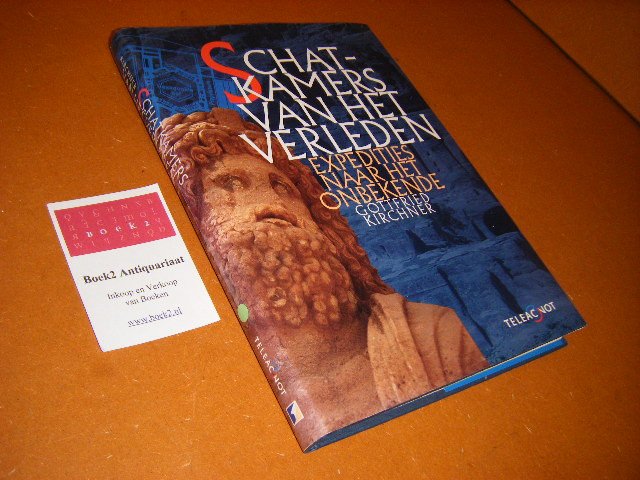 SCHAT-
KAMERS
VAN HET
VERLEDEN
EXPEDITIES
NAAR HET
ONBEKENDE
GOTTFRIED
KIRCHNER
TELEAC NOT
SCHATKAMERS
TELEAC NOT
BOEK2
Boek2 Antiquariaat
Inkoop en Verkoop
van Boeken
www.boek2.nl